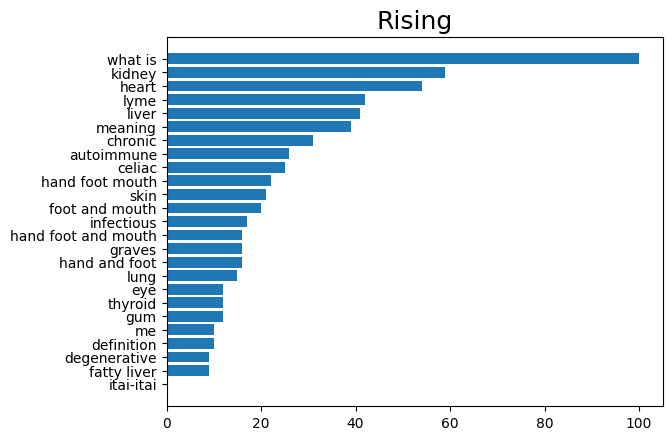 Rising
what is
kidney
heart
lyme
liver
meaning
chronic
autoimmune
celiac
hand foot mouth
skin
foot and mouth
infectious
hand foot and mouth
graves
hand and foot
lung
eye
thyroid
gum
me
definition
degenerative
fatty liver
itai-itai
0 20 40 60 80 100